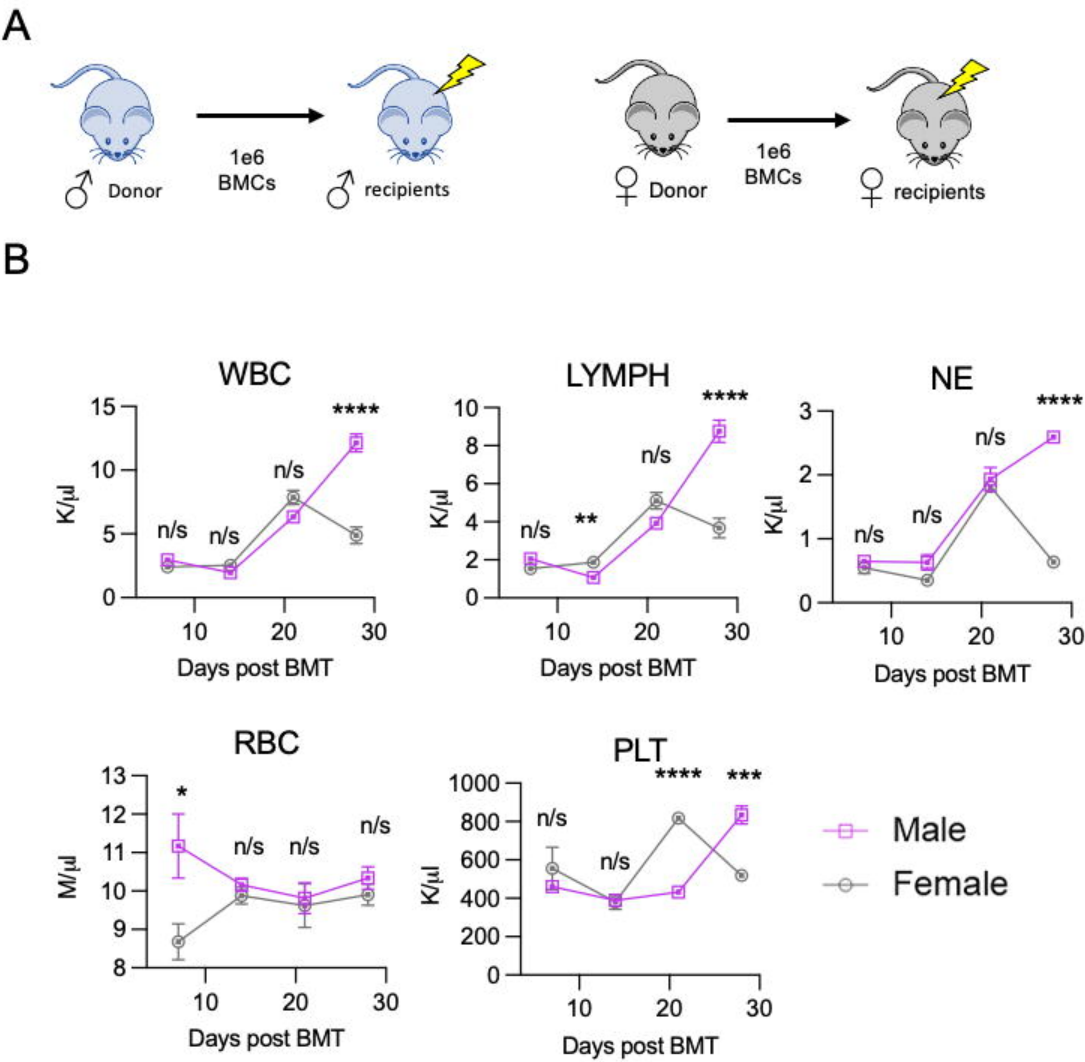 A
1e6
BMCs
♂ Donor
♂ recipients
1e6
BMCs
♀ Donor
♀ recipients
B
WBC
15
10
5
0
K/µl
n/s
n/s
n/s
****
10
20
30
Days post BMT
LYMPH
10
8
6
4
2
0
K/µl
n/s
**
n/s
****
10
20
30
Days post BMT
NE
3
2
1
0
K/µl
n/s
n/s
n/s
****
10
20
30
Days post BMT
RBC
13
12
11
10
9
8
M/µl
*
n/s
n/s
n/s
10
20
30
Days post BMT
PLT
1000
800
600
400
200
0
K/µl
n/s
n/s
****
***
10
20
30
Days post BMT
Male
Female